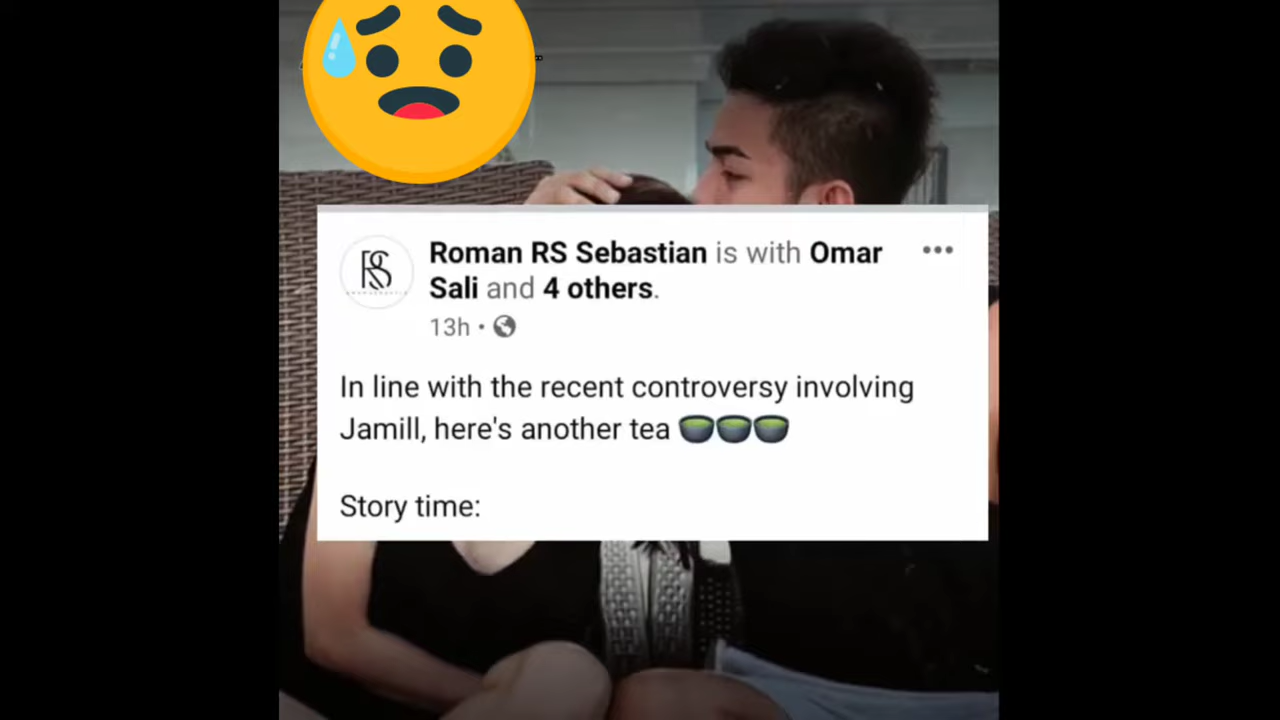 RS
Roman RS Sebastian is with Omar
Sali and 4 others.
13h •
In line with the recent controversy involving
Jamill, here's another tea 🍵🍵🍵
Story time: